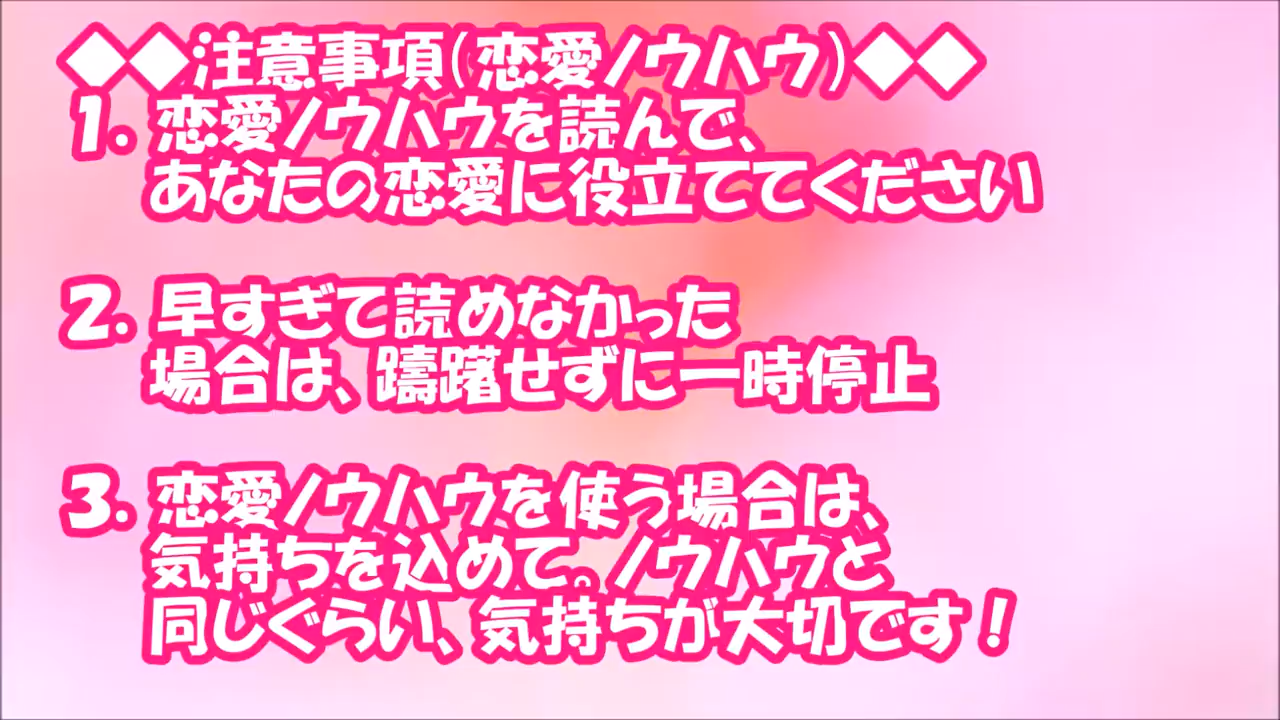 ◆◆注意事項(恋愛ノウハウ)◆◆
1. 恋愛ノウハウを読んで、
あなたの恋愛に役立ててください
2. 早すぎて読めなかった
場合は、躊躇せずに一時停止
3. 恋愛ノウハウを使う場合は、
気持ちを込めて。ノウハウと
同じぐらい、気持ちが大切です!